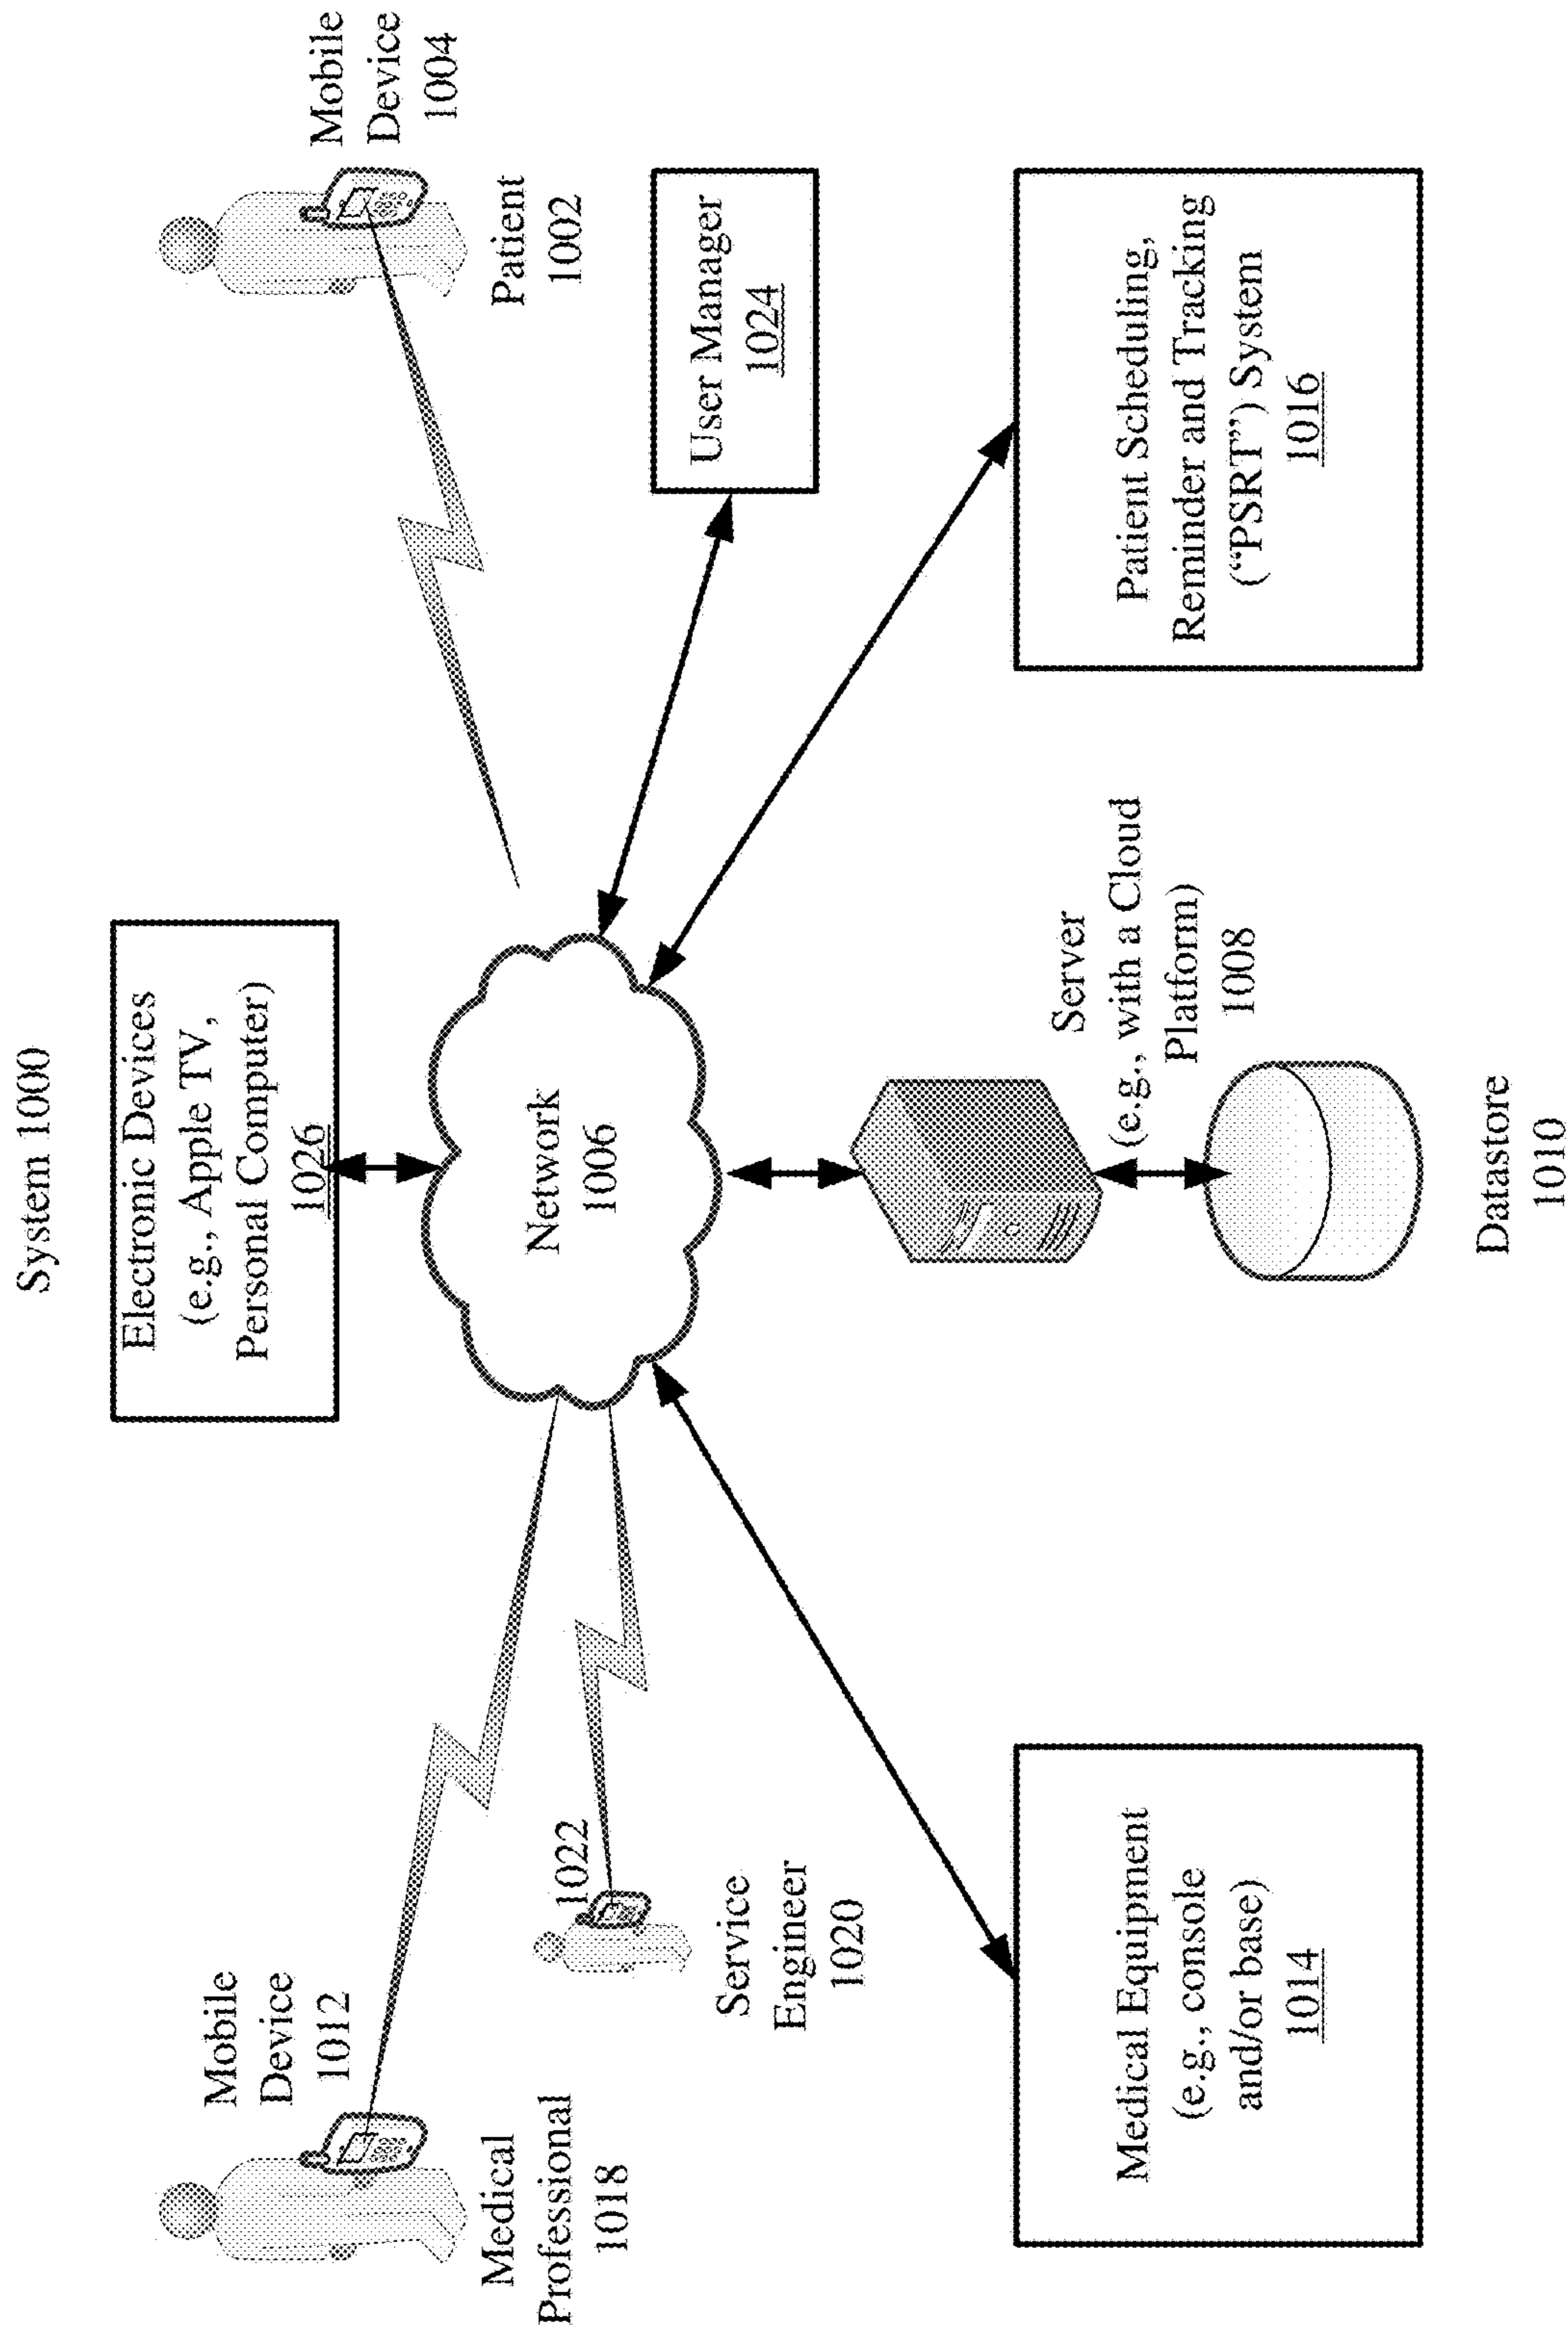 System 1000
Electronic Devices
(e.g., Apple TV,
Personal Computer)
1026
Mobile
Device
1012
Medical
Professional
1018
1022
Service
Engineer
1020
Network
1006
Mobile
Device
1004
Patient
1002
User Manager
1024
Medical Equipment
(e.g., console
and/or base)
1014
Server
(e.g., with a Cloud
Platform)
1008
Datastore
1010
Patient Scheduling,
Reminder and Tracking
(“PSRT”) System
1016